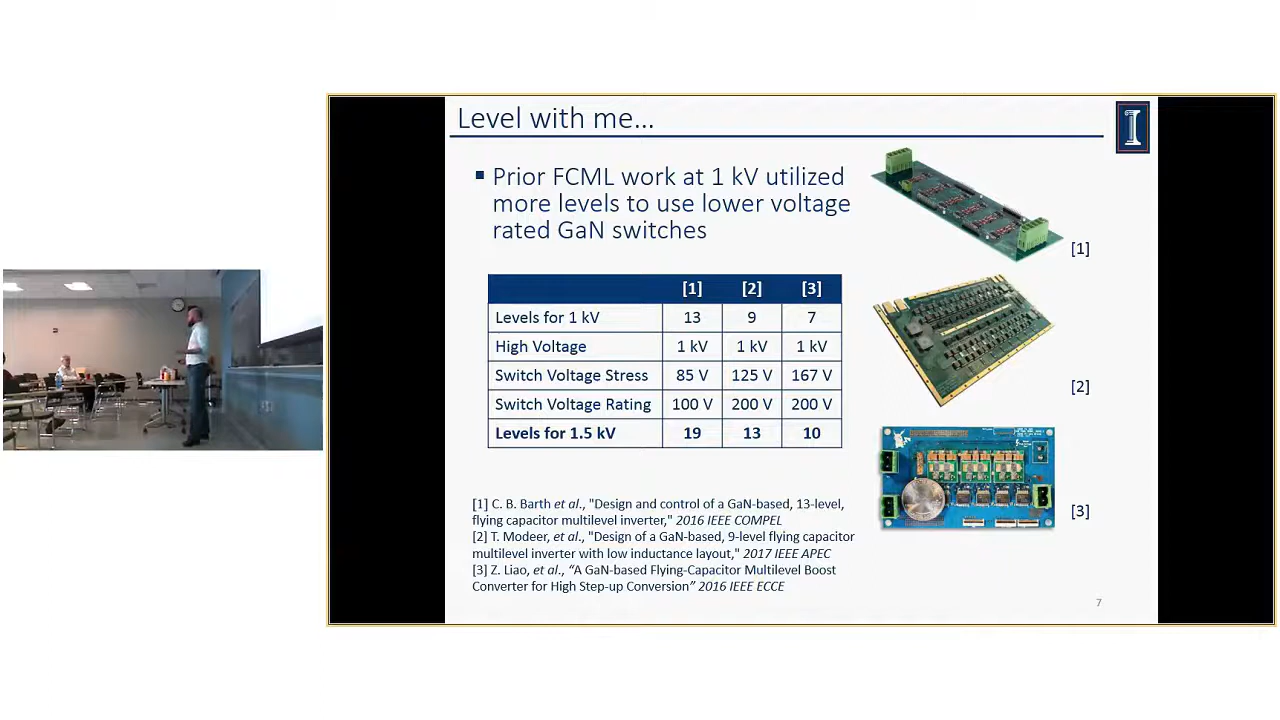 Level with me...
▪ Prior FCML work at 1 kV utilized
more levels to use lower voltage
rated GaN switches
[1]
[2]
[3]
[1] [2] [3]
Levels for 1 kV 13 9 7
High Voltage 1 kV 1 kV 1 kV
Switch Voltage Stress 85 V 125 V 167 V
Switch Voltage Rating 100 V 200 V 200 V
Levels for 1.5 kV 19 13 10
[1] C. B. Barth et al., "Design and control of a GaN-based, 13-level,
flying capacitor multilevel inverter," 2016 IEEE COMPEL
[2] T. Modeer, et al., "Design of a GaN-based, 9-level flying capacitor
multilevel inverter with low inductance layout," 2017 IEEE APEC
[3] Z. Liao, et al., “A GaN-based Flying-Capacitor Multilevel Boost
Converter for High Step-up Conversion” 2016 IEEE ECCE
7